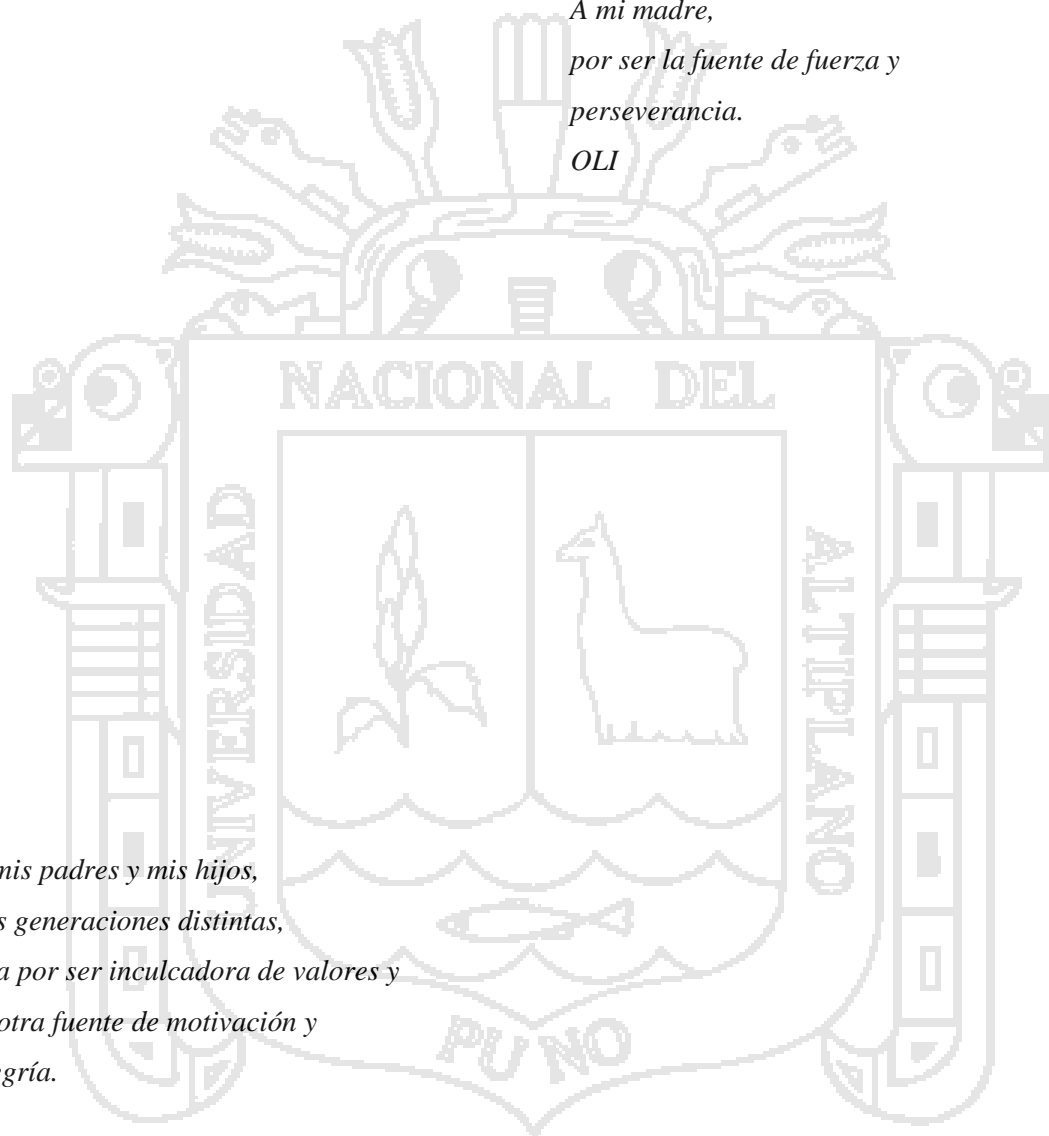 A mi madre,
por ser la fuente de fuerza y
perseverancia.
OLI
NACIONAL DEL
UNIVERSIDAD
ALTIPLANO
mis padres y mis hijos,
generaciones distintas,
por ser inculcadora de valores y
otra fuente de motivación y
PUNO